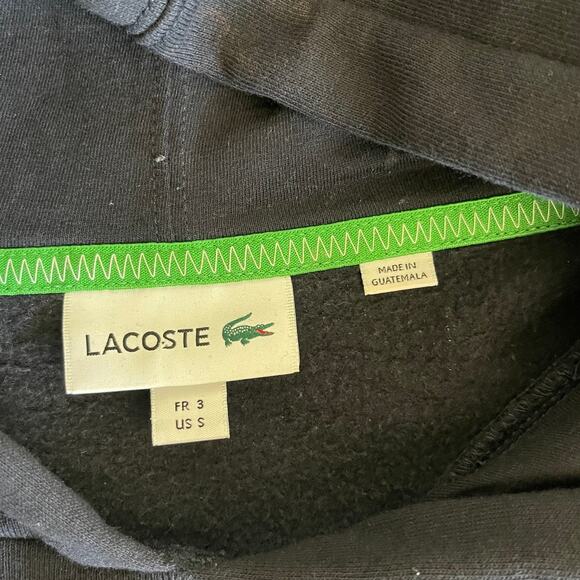 LACOSTE
FR 3
US S
MADE IN
GUATEMALA